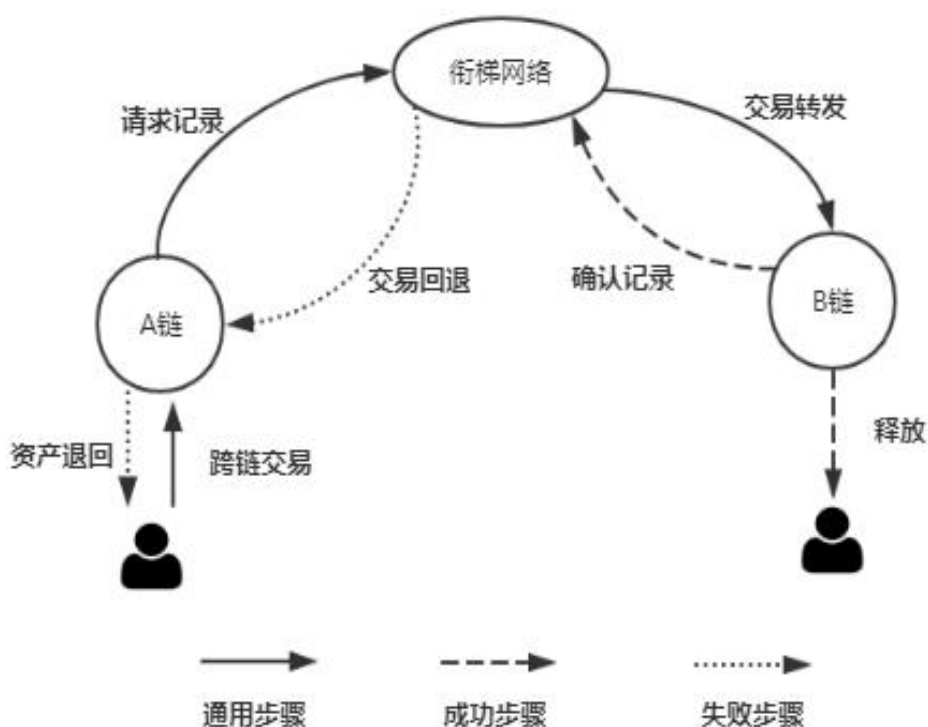 衔梯网络
请求记录
交易转发
交易回退
确认记录
A链
B链
资产退回
跨链交易
释放
通用步骤
成功步骤
失败步骤